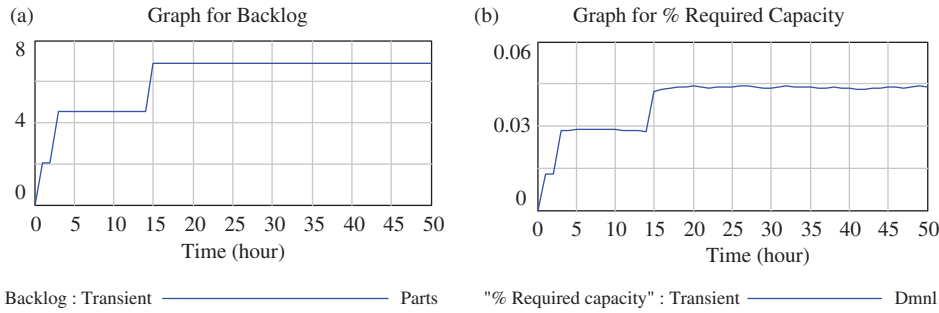 (a) Graph for Backlog
8
4
0
0 5 10 15 20 25 30 35 40 45 50
Time (hour)
Backlog : Transient Parts
(b) Graph for % Required Capacity
0.06
0.03
0
0 5 10 15 20 25 30 35 40 45 50
Time (hour)
"% Required capacity" : Transient Dmnl